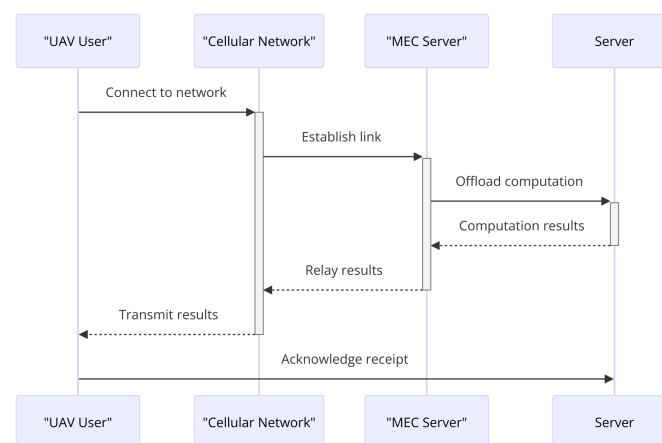 "UAV User" "Cellular Network" "MEC Server" Server
Connect to network
Establish link
Offload computation
Computation results
Relay results
Transmit results
Acknowledge receipt
"UAV User" "Cellular Network" "MEC Server" Server